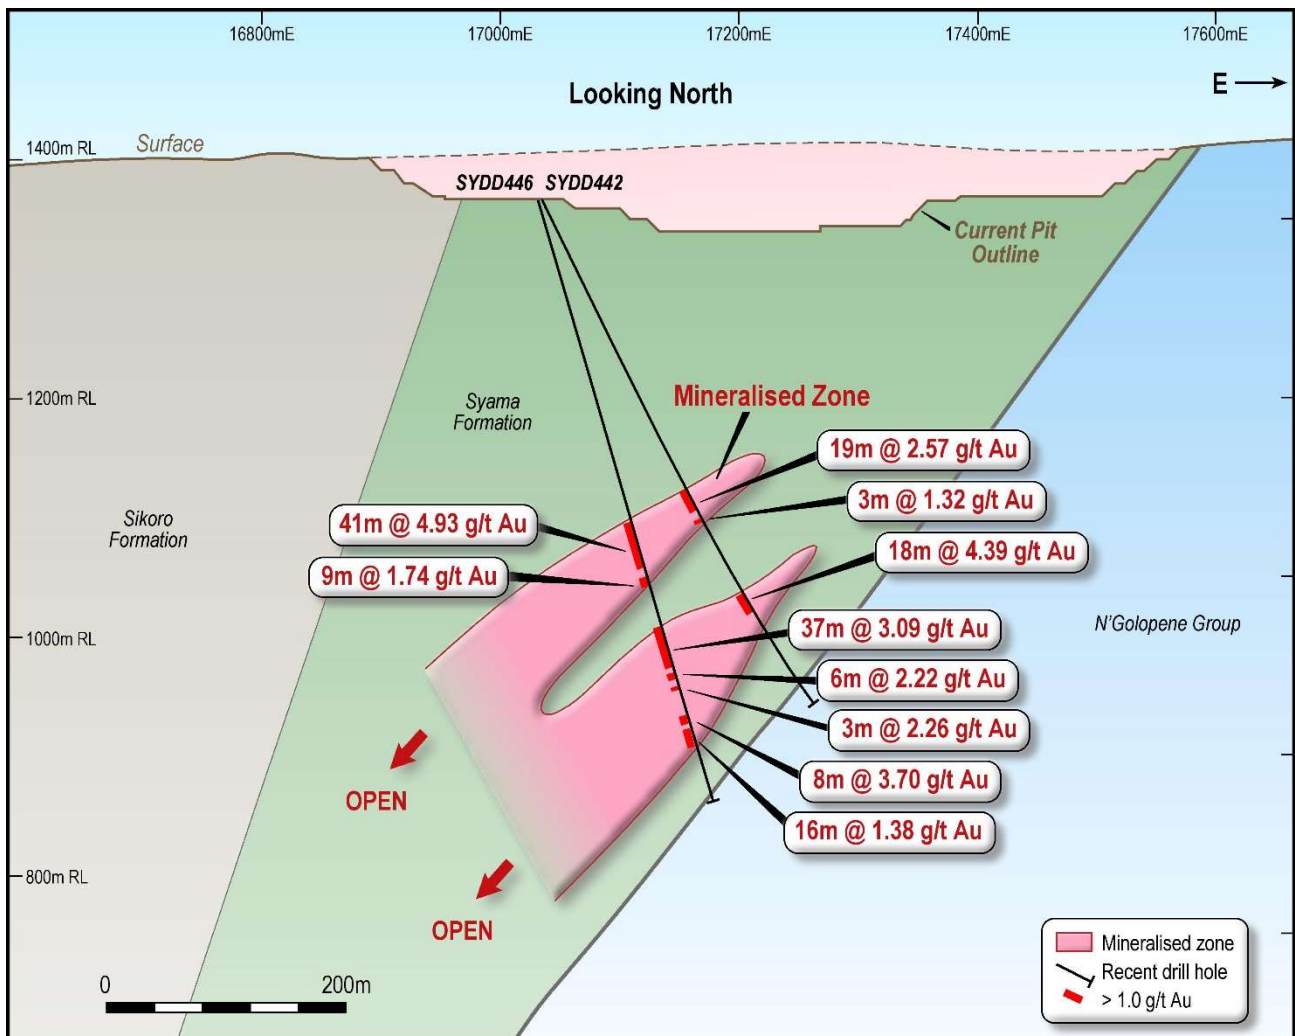 16800mE
17000mE
17200mE
17400mE
17600mE
Looking North
E
1400m RL
Surface
SYDD446
SYDD442
Current Pit
Outline
1200m RL
Syama
Formation
Mineralised Zone
19m @ 2.57 g/t Au
3m @ 1.32 g/t Au
Sikoro
Formation
41m @ 4.93 g/t Au
9m @ 1.74 g/t Au
18m @ 4.39 g/t Au
1000m RL
37m @ 3.09 g/t Au
N'Golopene Group
6m @ 2.22 g/t Au
3m @ 2.26 g/t Au
8m @ 3.70 g/t Au
16m @ 1.38 g/t Au
OPEN
800m RL
OPEN
0
200m
Mineralised zone
Recent drill hole
> 1.0 g/t Au